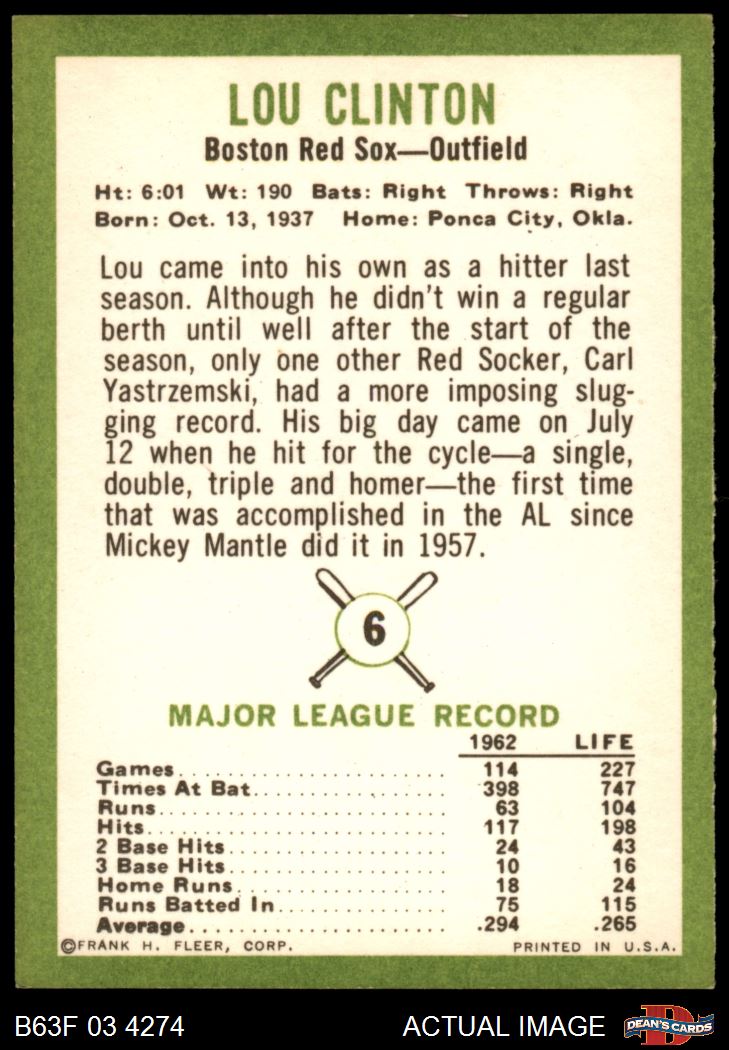 LOU CLINTON
Boston Red Sox—Outfield
Ht: 6:01 Wt: 190 Bats: Right Throws: Right
Born: Oct. 13, 1937 Home: Ponca City, Okla.
Lou came into his own as a hitter last
season. Although he didn't win a regular
berth until well after the start of the
season, only one other Red Socker, Carl
Yastrzemski, had a more imposing slug-
ging record. His big day came on July
12 when he hit for the cycle—a single,
double, triple and homer—the first time
that was accomplished in the AL since
Mickey Mantle did it in 1957.
6
MAJOR LEAGUE RECORD
1962 LIFE
Games 114 227
Times At Bat 398 747
Runs 63 104
Hits 117 198
2 Base Hits 24 43
3 Base Hits 10 16
Home Runs 18 24
Runs Batted In 75 115
Average .294 .265
©FRANK H. FLEER, CORP. PRINTED IN U.S.A.
B63F 03 4274 ACTUAL IMAGE D DEAN'S CARDS